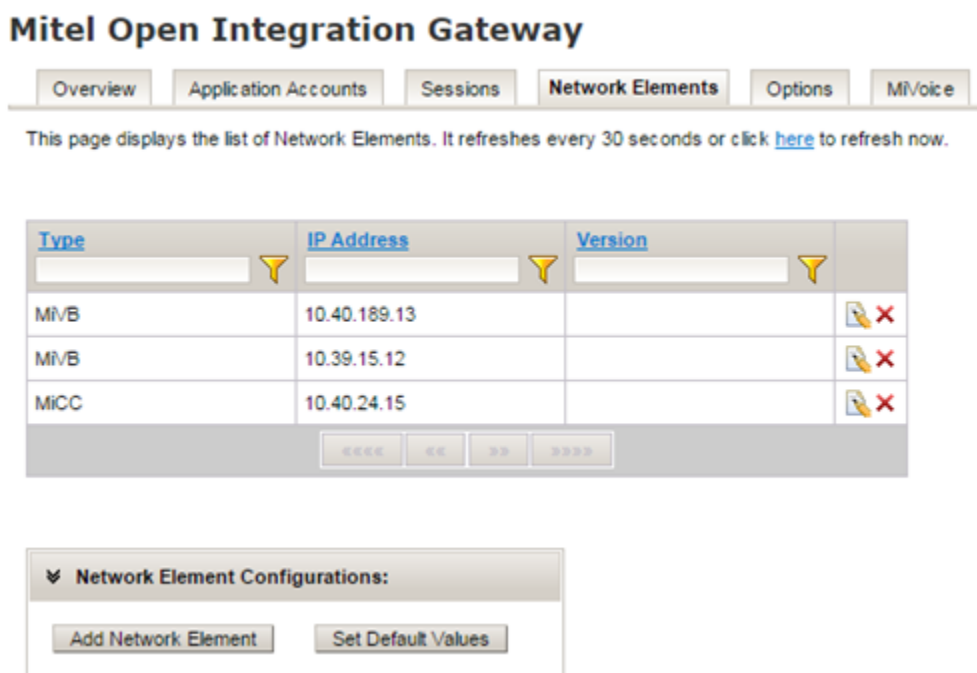 Mitel Open Integration Gateway
Overview Application Accounts Sessions Network Elements Options MiVoice
This page displays the list of Network Elements. It refreshes every 30 seconds or click here to refresh now.
Type IP Address Version
MiVB 10.40.189.13
MiVB 10.39.15.12
MiCC 10.40.24.15
«« « » »»
Network Element Configurations:
Add Network Element Set Default Values